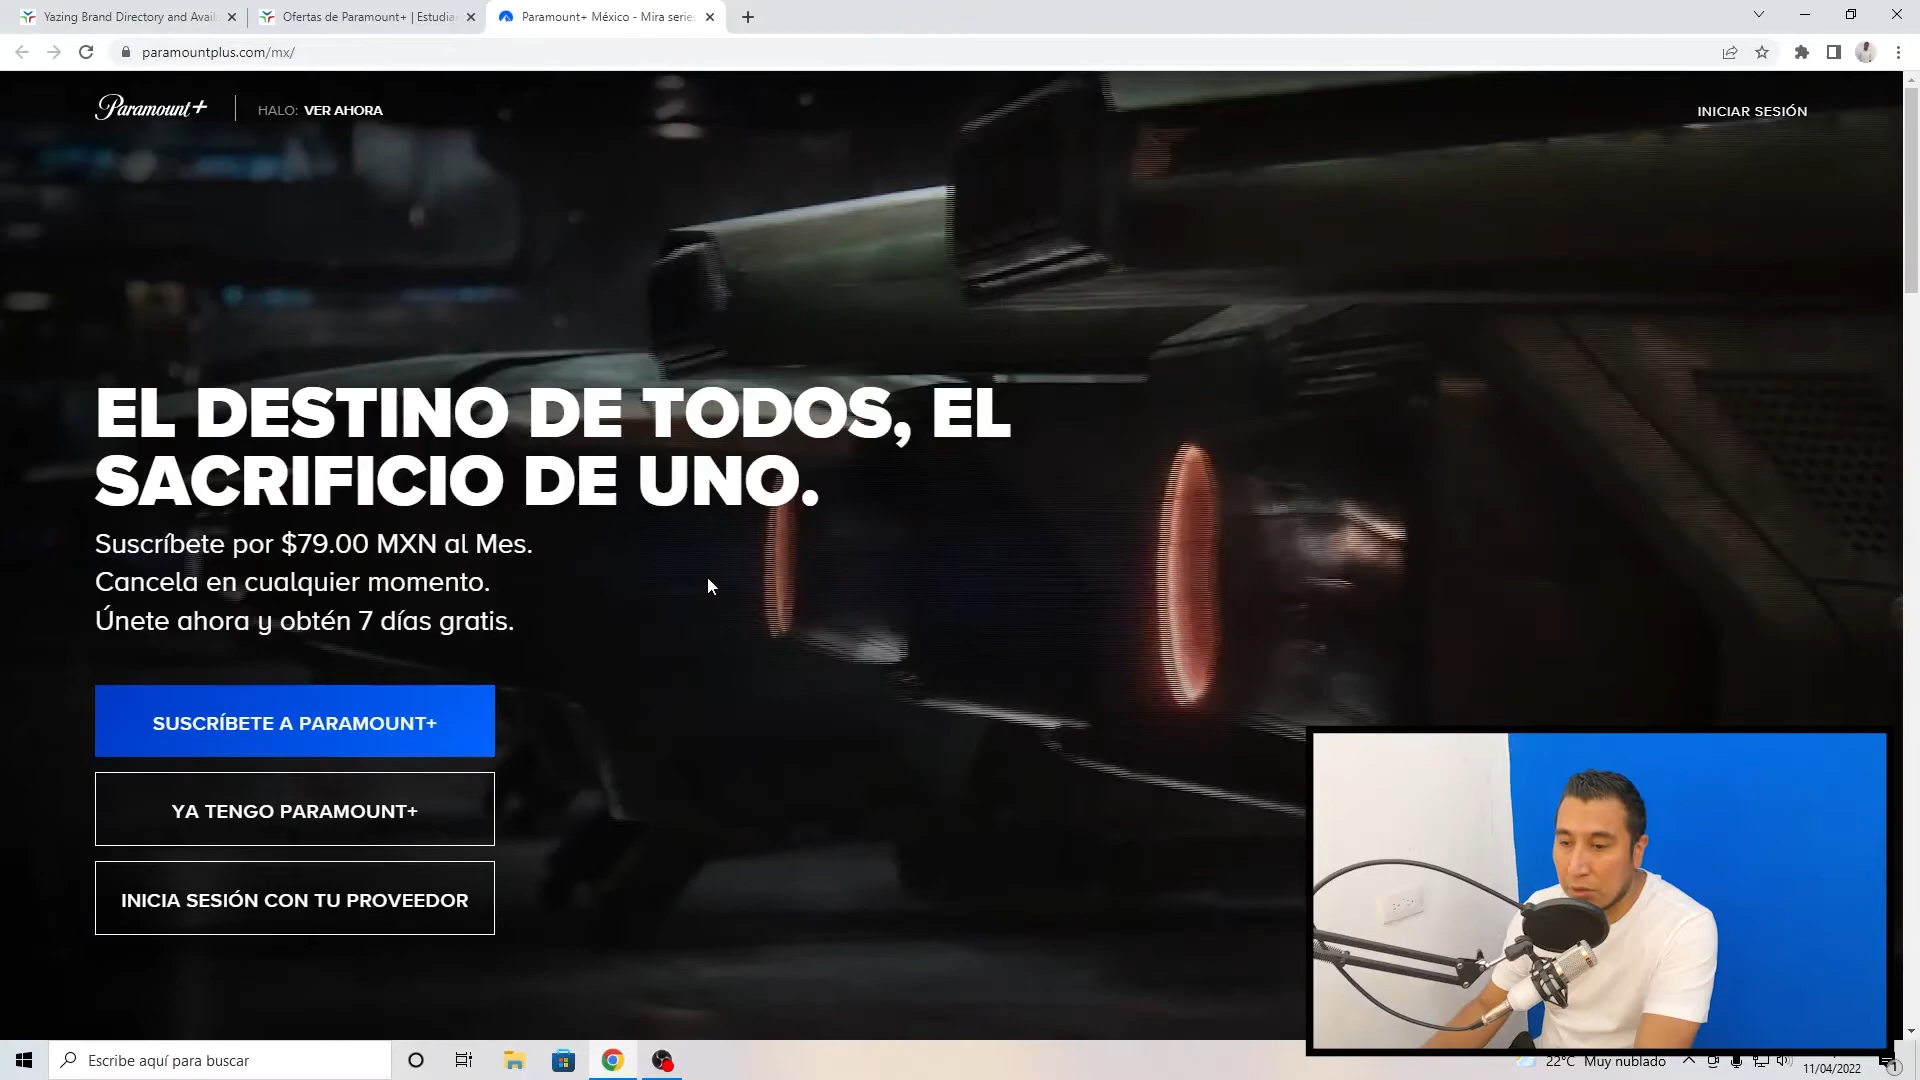 Yazing Brand Directory and Avail
Ofertas de Paramount+ | Estudia
Paramount+ México - Mira series
paramountplus.com/mx/
Paramount+
HALO: VER AHORA
INICIAR SESIÓN
EL DESTINO DE TODOS, EL
SACRIFICIO DE UNO.
Suscríbete por $79.00 MXN al Mes.
Cancela en cualquier momento.
Únete ahora y obtén 7 días gratis.
SUSCRÍBETE A PARAMOUNT+
YA TENGO PARAMOUNT+
INICIA SESIÓN CON TU PROVEEDOR
Escribe aquí para buscar
22°C Muy nublado
11/04/2022
1